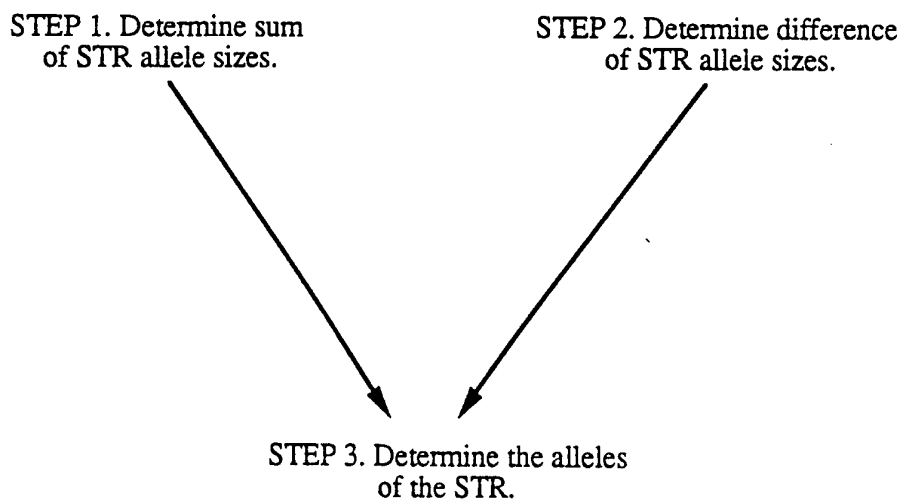 STEP 1. Determine sum
of STR allele sizes.
STEP 2. Determine difference
of STR allele sizes.
STEP 3. Determine the alleles
of the STR.